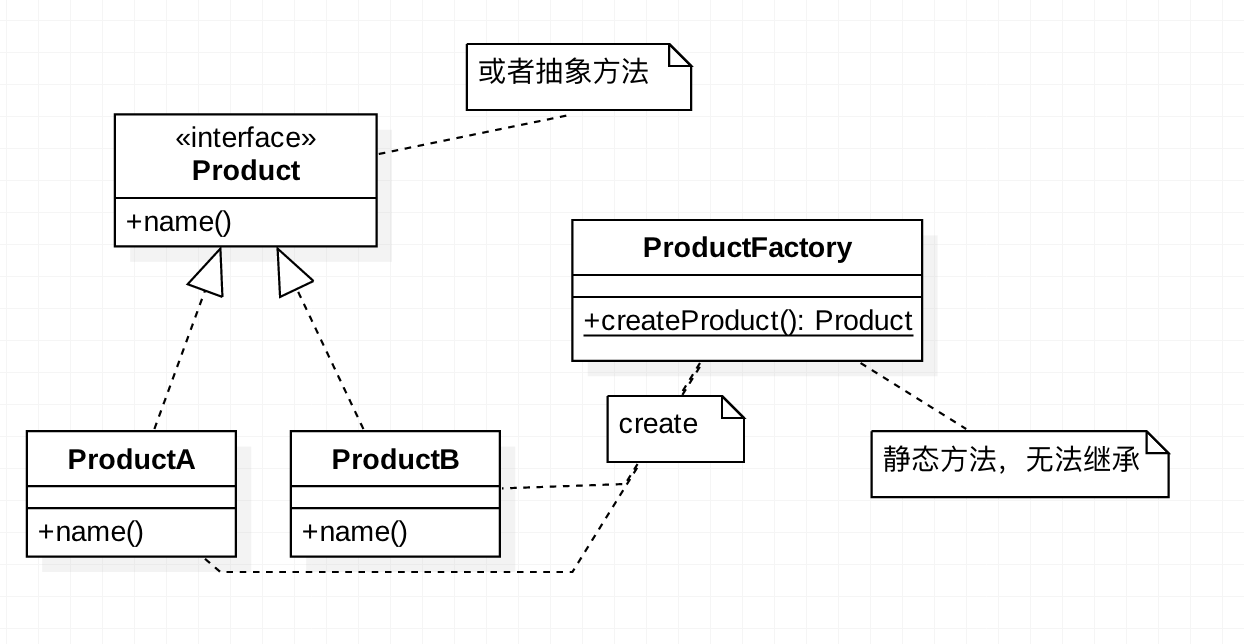 或者抽象方法
«interface»
Product
+name()
ProductFactory
+createProduct(): Product
create
静态方法，无法继承
ProductA
+name()
ProductB
+name()